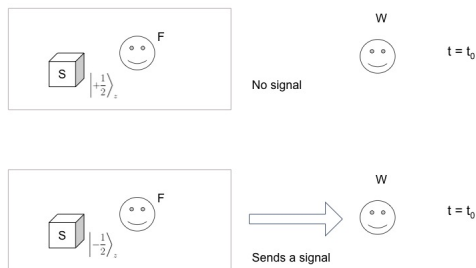 W
F
t = t₀
S
|+1/2⟩z
No signal
W
F
t = t₀
S
|-1/2⟩z
Sends a signal